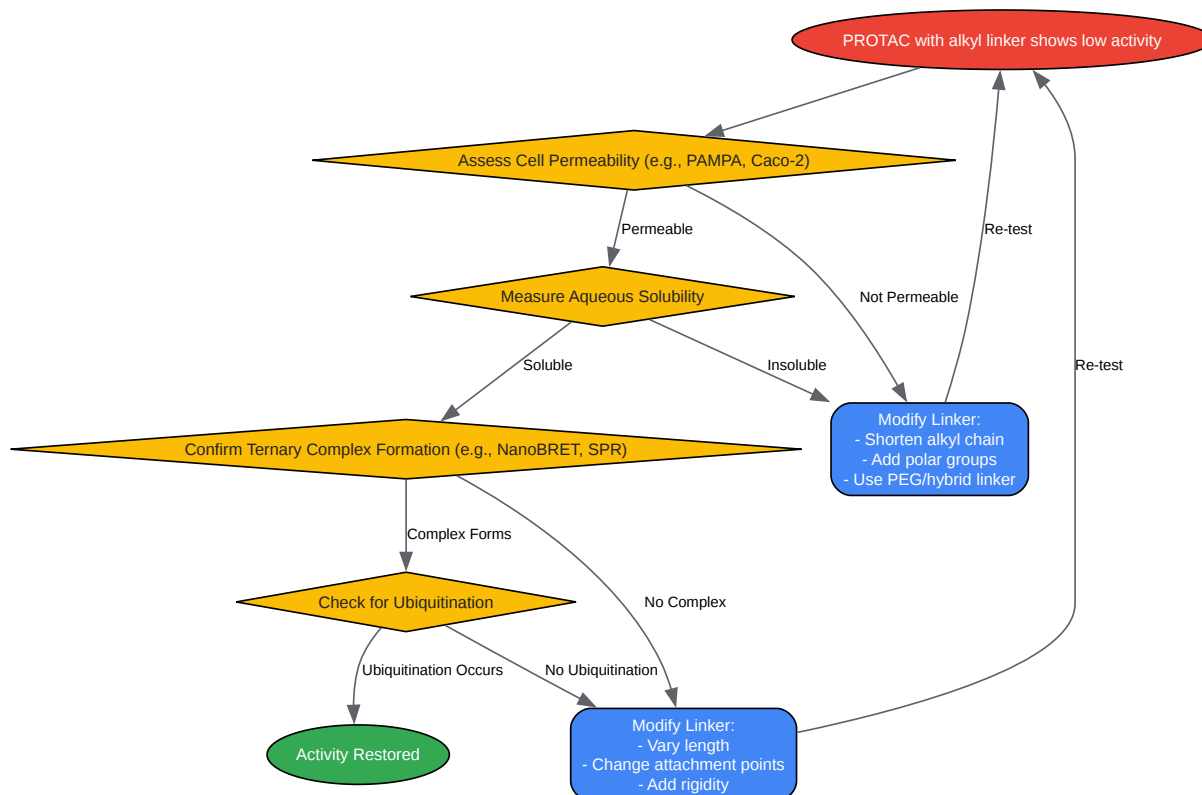 PROTAC with alkyl linker shows low activity
Assess Cell Permeability (e.g., PAMPA, Caco-2)
Permeable
Re-test
Measure Aqueous Solubility
Not Permeable
Soluble
Insoluble
Re-test
Modify Linker:
- Shorten alkyl chain
- Add polar groups
- Use PEG/hybrid linker
Confirm Ternary Complex Formation (e.g., NanoBRET, SPR)
Complex Forms
Check for Ubiquitination
No Complex
Ubiquitination Occurs
No Ubiquitination
Activity Restored
Modify Linker:
- Vary length
- Change attachment points
- Add rigidity